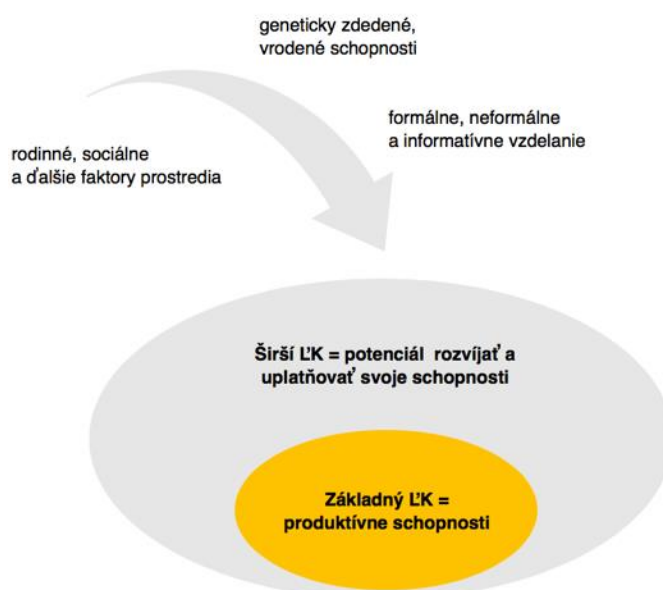 geneticky zdedené,
vrodené schopnosti
formálne, neformálne
a informatívne vzdelanie
rodinné, sociálne
a ďalšie faktory prostredia
Širší ĽK = potenciál rozvíjať a
uplatňovať svoje schopnosti
Základný ĽK =
produktívne schopnosti